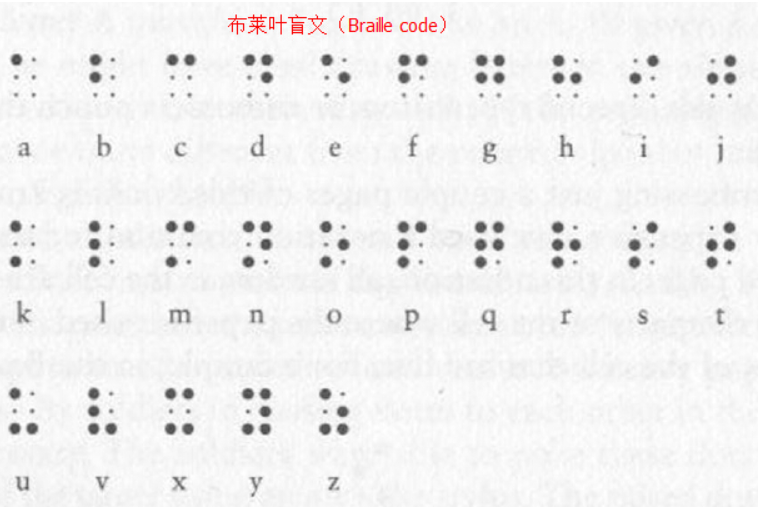 布莱叶盲文（Braille code）
a b c d e f g h i j
k l m n o p q r s t
u v x y z